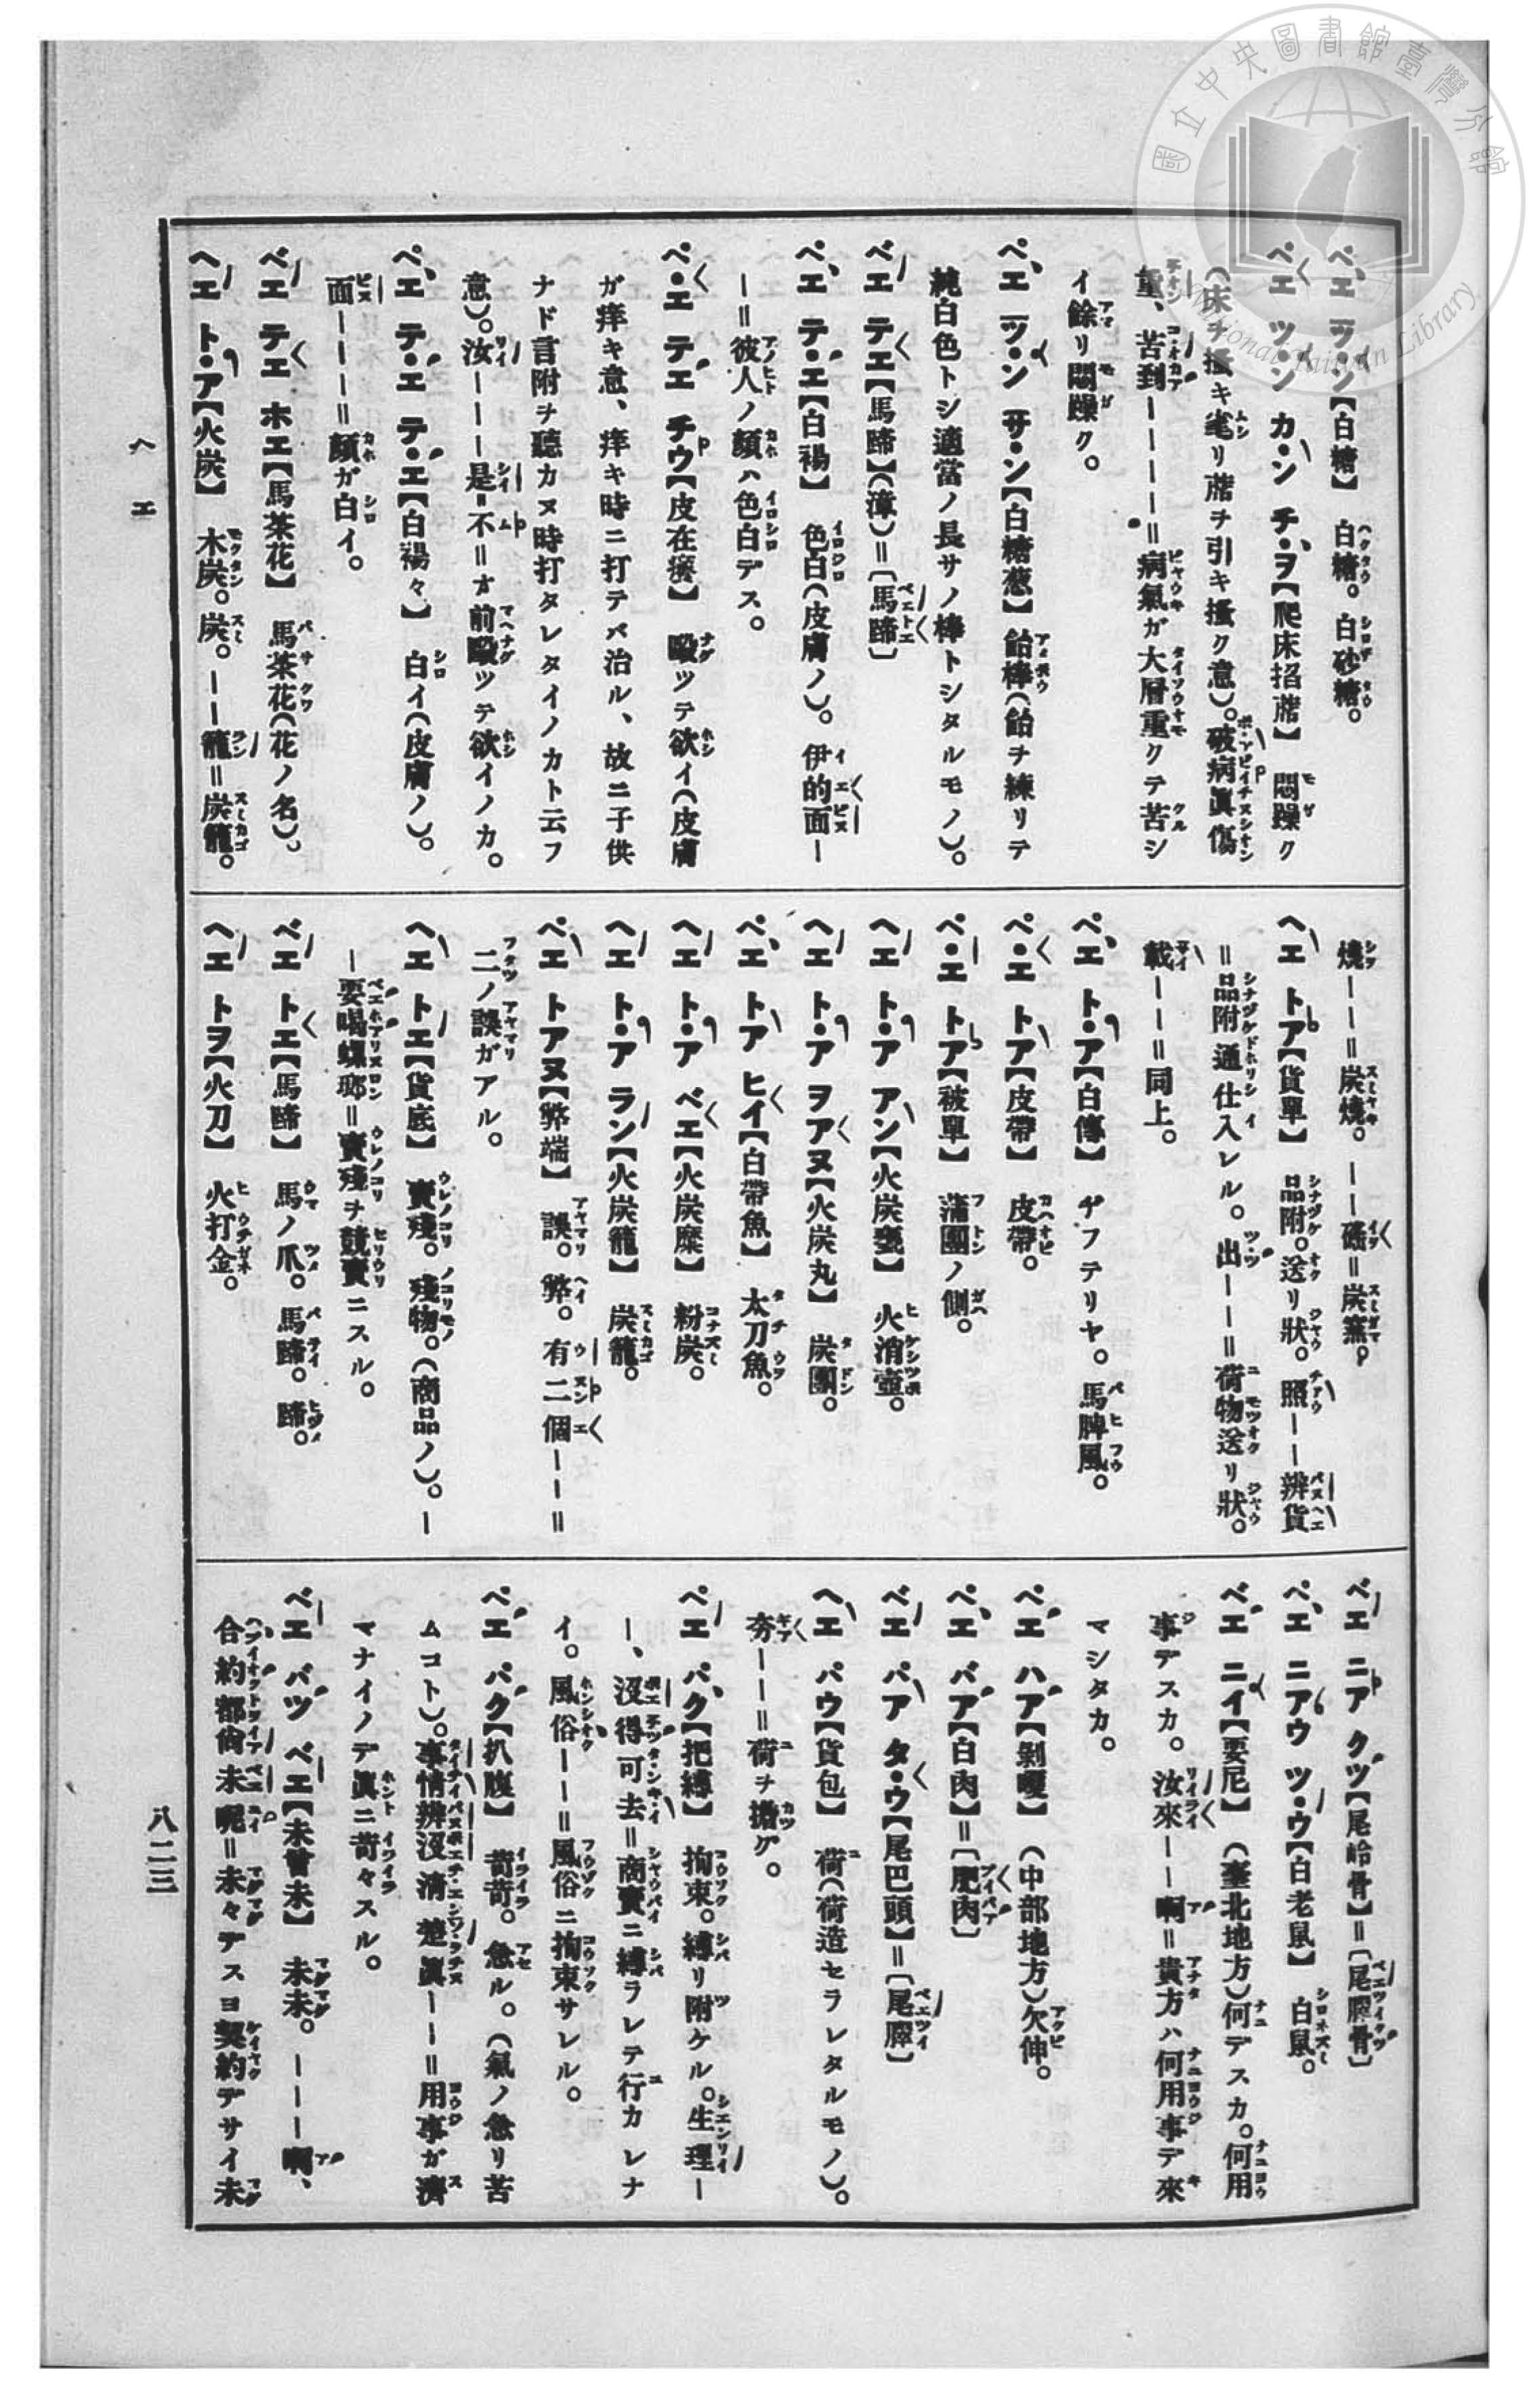 ペエ ツ・ン【白糖】 白糖。白砂糖。
ペエ ツ・ン カ・ン チ・ヲ【爬床搯蓆】 悶躁ク
(床ヲ搔キ毟リ蓆ヲ引キ搔ク意)。破病眞傷
重、苦到ーーーー=病氣ガ大層重クテ苦シ
イ餘リ悶躁ク。
ペエ ツ・ン サ・ン【白糖葱】 飴棒(飴ヲ練リテ
純白色トシ適當ノ長サノ棒トシタルモノ)。
ベエ テエ【馬蹄】(漳)=〔馬蹄〕
ペエ テ・エ【白裼】 色白(皮膚ノ)。伊的面ー
ー=彼人ノ顏ハ色白デス。
ペ・エ テエ チウ【皮在癢】 毆ツテ欲イ(皮膚
ガ痒キ意、痒キ時ニ打テバ治ル、故ニ子供
ナド言附ヲ聽カヌ時打タレタイノカト云フ
意)。汝ーーー是-不=オ前毆ツテ欲イノカ。
ペエ テ・エ テ・エ【白裼々】 白イ(皮膚ノ)。
面ーーー=顏ガ白イ。
ベエ テエ ホエ【馬茶花】 馬茶花(花ノ名)。
ヘエ ト・ア【火炭】 木炭。炭。ーー籠=炭籠。
燒ーー=炭燒。ーー磘=炭窯。
ヘエ トア【貨單】 品附。送リ狀。照ーー辨貨
=品附通仕入レル。出ーー=荷物送リ狀。
載ーー=同上。
ペエ ト・ア【白傳】 ヂフテリヤ。馬脾風。
ペ・エ トア【皮帶】 皮帶。
ペ・エ トア【被單】 蒲團ノ側。
ヘエ ト・ア アン【火炭甕】 火消壺。
ヘエ ト・ア ヲアヌ【火炭丸】 炭團。
ペエ トア ヒイ【白帶魚】 太刀魚。
ヘエ ト・ア ベエ【火炭糜】 粉炭。
ヘエ ト・ア ラン【火炭籠】 炭籠。
ペエ トアヌ【弊端】 誤。弊。有二個ーー=
二ノ誤ガアル。
ヘエ トエ【貨底】 賣殘。殘物。(商品ノ)。ー
ー要喝螺瑯=賣殘ヲ競賣ニスル。
ベエ トエ【馬蹄】 馬ノ爪。馬蹄。蹄。
ヘエ トヲ【火刀】 火打金。
ベエ ニア クツ【尾岭骨】=〔尾膵骨〕
ペエ ニアウ ツ・ウ【白老鼠】 白鼠。
ベエ ニイ【要尼】 (臺北地方)何デスカ。何用
事デスカ。汝來ーー啊=貴方ハ何用事デ來
マシタカ。
ペエ ハア【剝嗄】 (中部地方)欠伸。
ペエ バア【白肉】=〔肥肉〕
ベエ パア タ・ウ【尾巴頭】=〔尾膵〕
ヘエ パウ【貨包】 荷(荷造セラレタルモノ)。
夯ーー=荷ヲ擔グ。
ペエ パク【把縛】 拘束。縛リ附ケル。生理ー
ー、沒得可去=商賣ニ縛ラレテ行カレナ
イ。風俗ーー=風俗ニ拘束サレル。
ペエ パク【扒腹】 苛苛。急ル。(氣ノ急リ苦
ムコト)。事情辨沒清楚眞ーー=用事ガ濟
マナイノデ眞ニ苛々スル。
ベエ バツ ベエ【未曾未】 未未。ーーー啊、
合約都尙未呢=未々デスヨ契約デサイ未
ヘエ
八二三
國立中央圖書館臺灣分館
National Taiwan Library